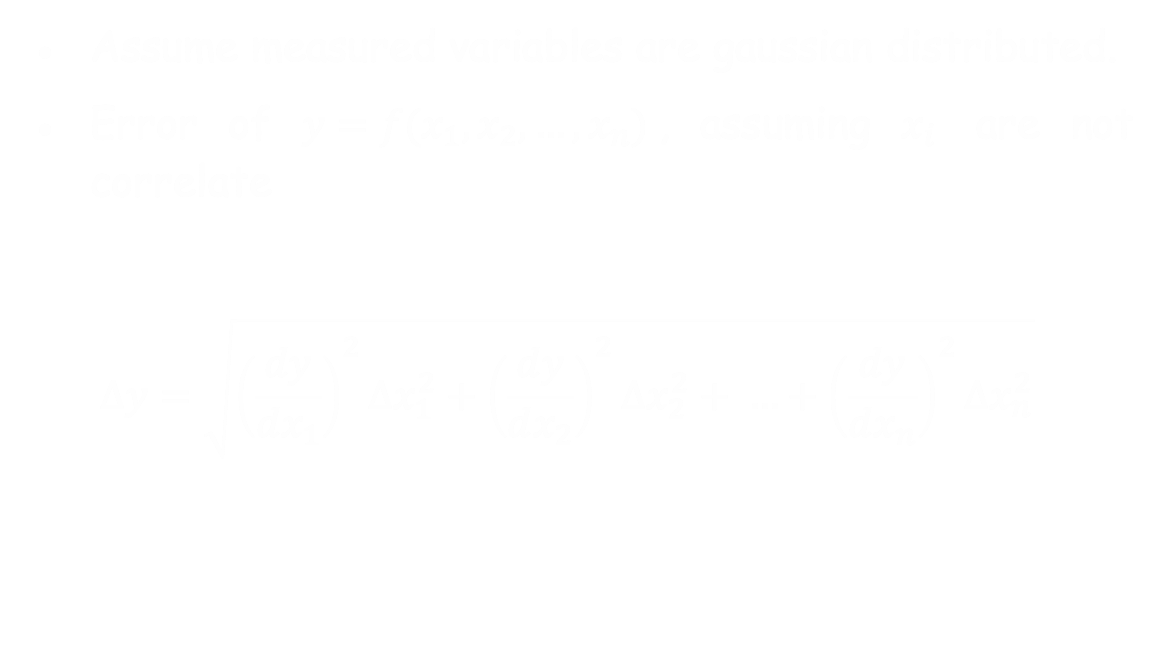 • Assume measured variables are gaussian distributed
• Error of y = f(x₁, x₂, …, xₙ), assuming xᵢ are not
correlate
Δy = √( (dy/dx₁)² Δx₁² + (dy/dx₂)² Δx₂² + … + (dy/dxₙ)² Δxₙ² )